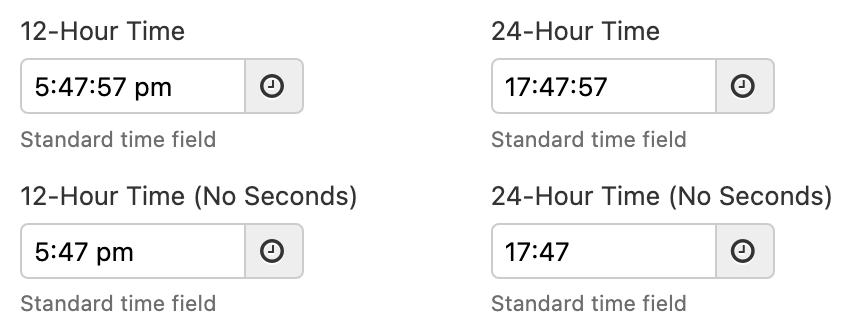 12-Hour Time
24-Hour Time
5:47:57 pm
17:47:57
Standard time field
Standard time field
12-Hour Time (No Seconds)
24-Hour Time (No Seconds)
5:47 pm
17:47
Standard time field
Standard time field